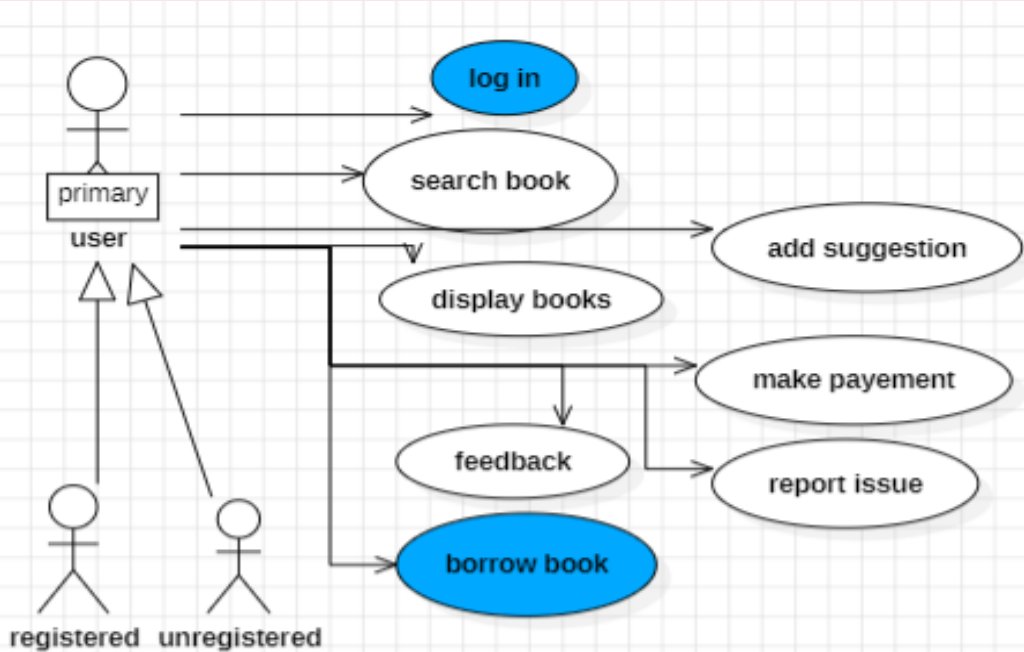 log in
search book
primary
user
add suggestion
display books
make payement
feedback
report issue
borrow book
registered
unregistered